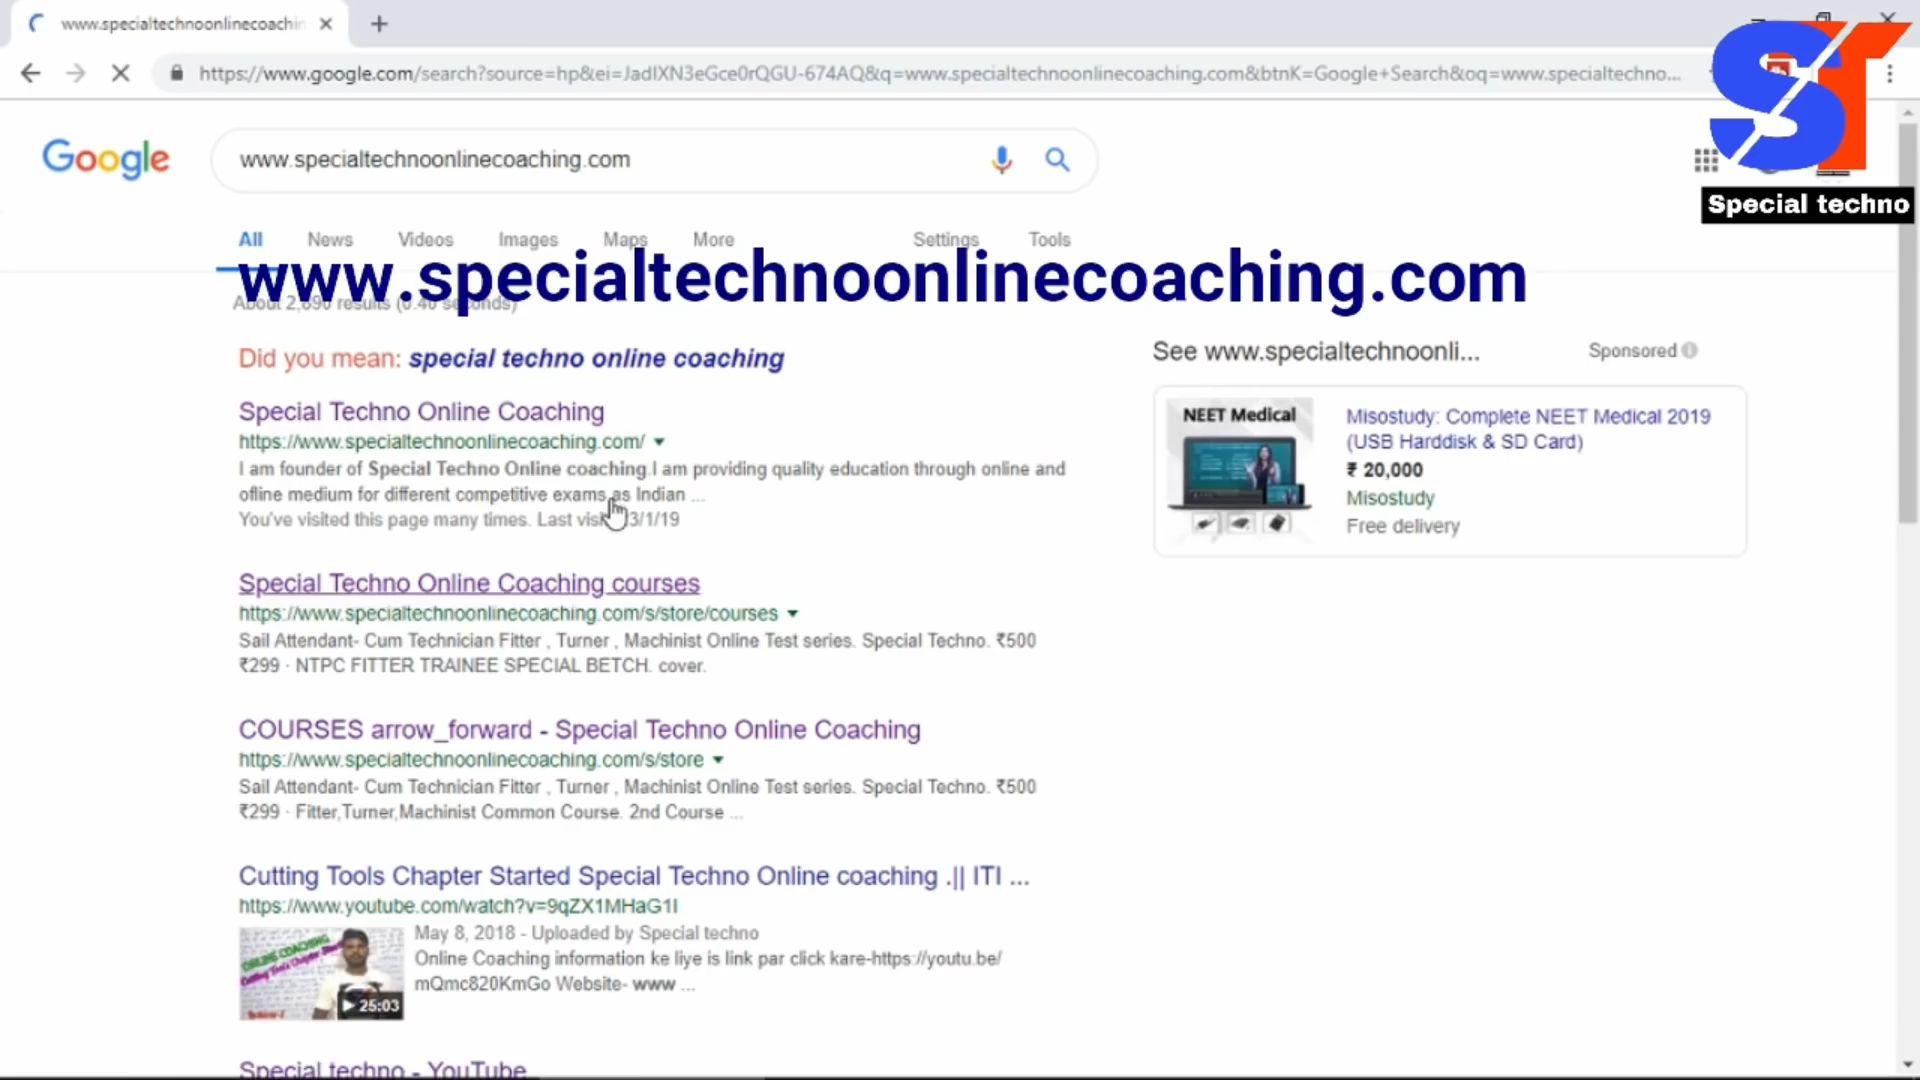 www.specialtechnoonlinecoachin
https://www.google.com/search?source=hp&ei=JadIXN3eGce0rQGU-674AQ&q=www.specialtechnoonlinecoaching.com&btnK=Google+Search&oq=www.specialtechno...
ST
Special techno
Google
www.specialtechnoonlinecoaching.com
All News Videos Images Maps More Settings Tools
www.specialtechnoonlinecoaching.com
About 2,890 results (0.40 seconds)
Did you mean: special techno online coaching
See www.specialtechnoonli... Sponsored
Special Techno Online Coaching
https://www.specialtechnoonlinecoaching.com/
I am founder of Special Techno Online coaching.I am providing quality education through online and
ofline medium for different competitive exams as Indian ...
You've visited this page many times. Last visit: 3/1/19
NEET Medical
Misostudy: Complete NEET Medical 2019
(USB Harddisk & SD Card)
₹ 20,000
Misostudy
Free delivery
Special Techno Online Coaching courses
https://www.specialtechnoonlinecoaching.com/s/store/courses
Sail Attendant- Cum Technician Fitter , Turner , Machinist Online Test series. Special Techno. ₹500
₹299 · NTPC FITTER TRAINEE SPECIAL BETCH. cover.
COURSES arrow_forward - Special Techno Online Coaching
https://www.specialtechnoonlinecoaching.com/s/store
Sail Attendant- Cum Technician Fitter , Turner , Machinist Online Test series. Special Techno. ₹500
₹299 · Fitter,Turner,Machinist Common Course. 2nd Course ...
Cutting Tools Chapter Started Special Techno Online coaching .|| ITI ...
https://www.youtube.com/watch?v=9qZX1MHaG1I
May 8, 2018 - Uploaded by Special techno
Online Coaching information ke liye is link par click kare-https://youtu.be/
mQmc820KmGo Website- www ...
ONLINE COACHING
25:03
Special techno - YouTube